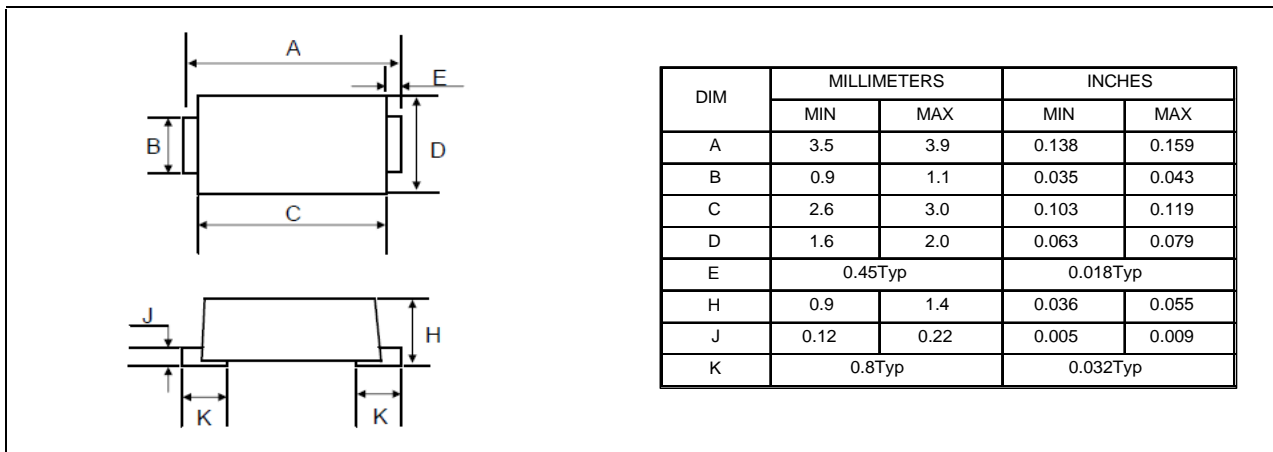 A
E
B
D
C
J
H
K
K
DIM MILLIMETERS INCHES
MIN MAX MIN MAX
A 3.5 3.9 0.138 0.159
B 0.9 1.1 0.035 0.043
C 2.6 3.0 0.103 0.119
D 1.6 2.0 0.063 0.079
E 0.45Typ 0.018Typ
H 0.9 1.4 0.036 0.055
J 0.12 0.22 0.005 0.009
K 0.8Typ 0.032Typ